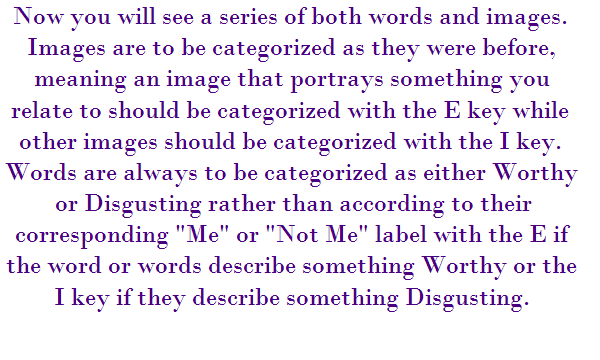 Now you will see a series of both words and images.
Images are to be categorized as they were before,
meaning an image that portrays something you
relate to should be categorized with the E key while
other images should be categorized with the I key.
Words are always to be categorized as either Worthy
or Disgusting rather than according to their
corresponding "Me" or "Not Me" label with the E if
the word or words describe something Worthy or the
I key if they describe something Disgusting.